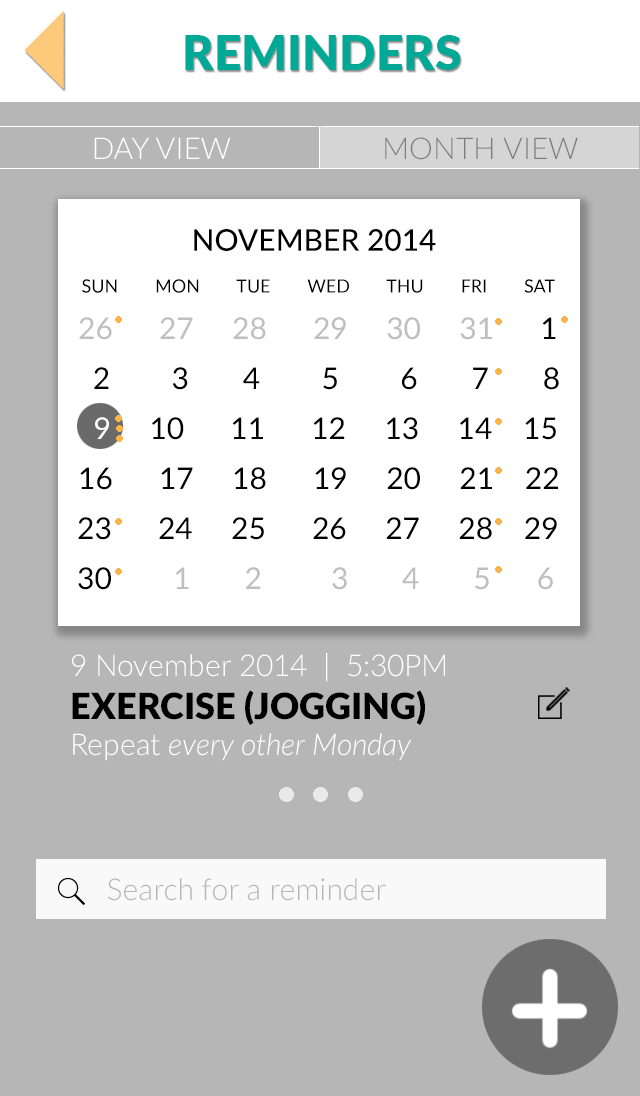 REMINDERS
DAY VIEW MONTH VIEW
NOVEMBER 2014
SUN MON TUE WED THU FRI SAT
26 27 28 29 30 31 1
2 3 4 5 6 7 8
9 10 11 12 13 14 15
16 17 18 19 20 21 22
23 24 25 26 27 28 29
30 1 2 3 4 5 6
9 November 2014 | 5:30PM
EXERCISE (JOGGING)
Repeat every other Monday
Search for a reminder